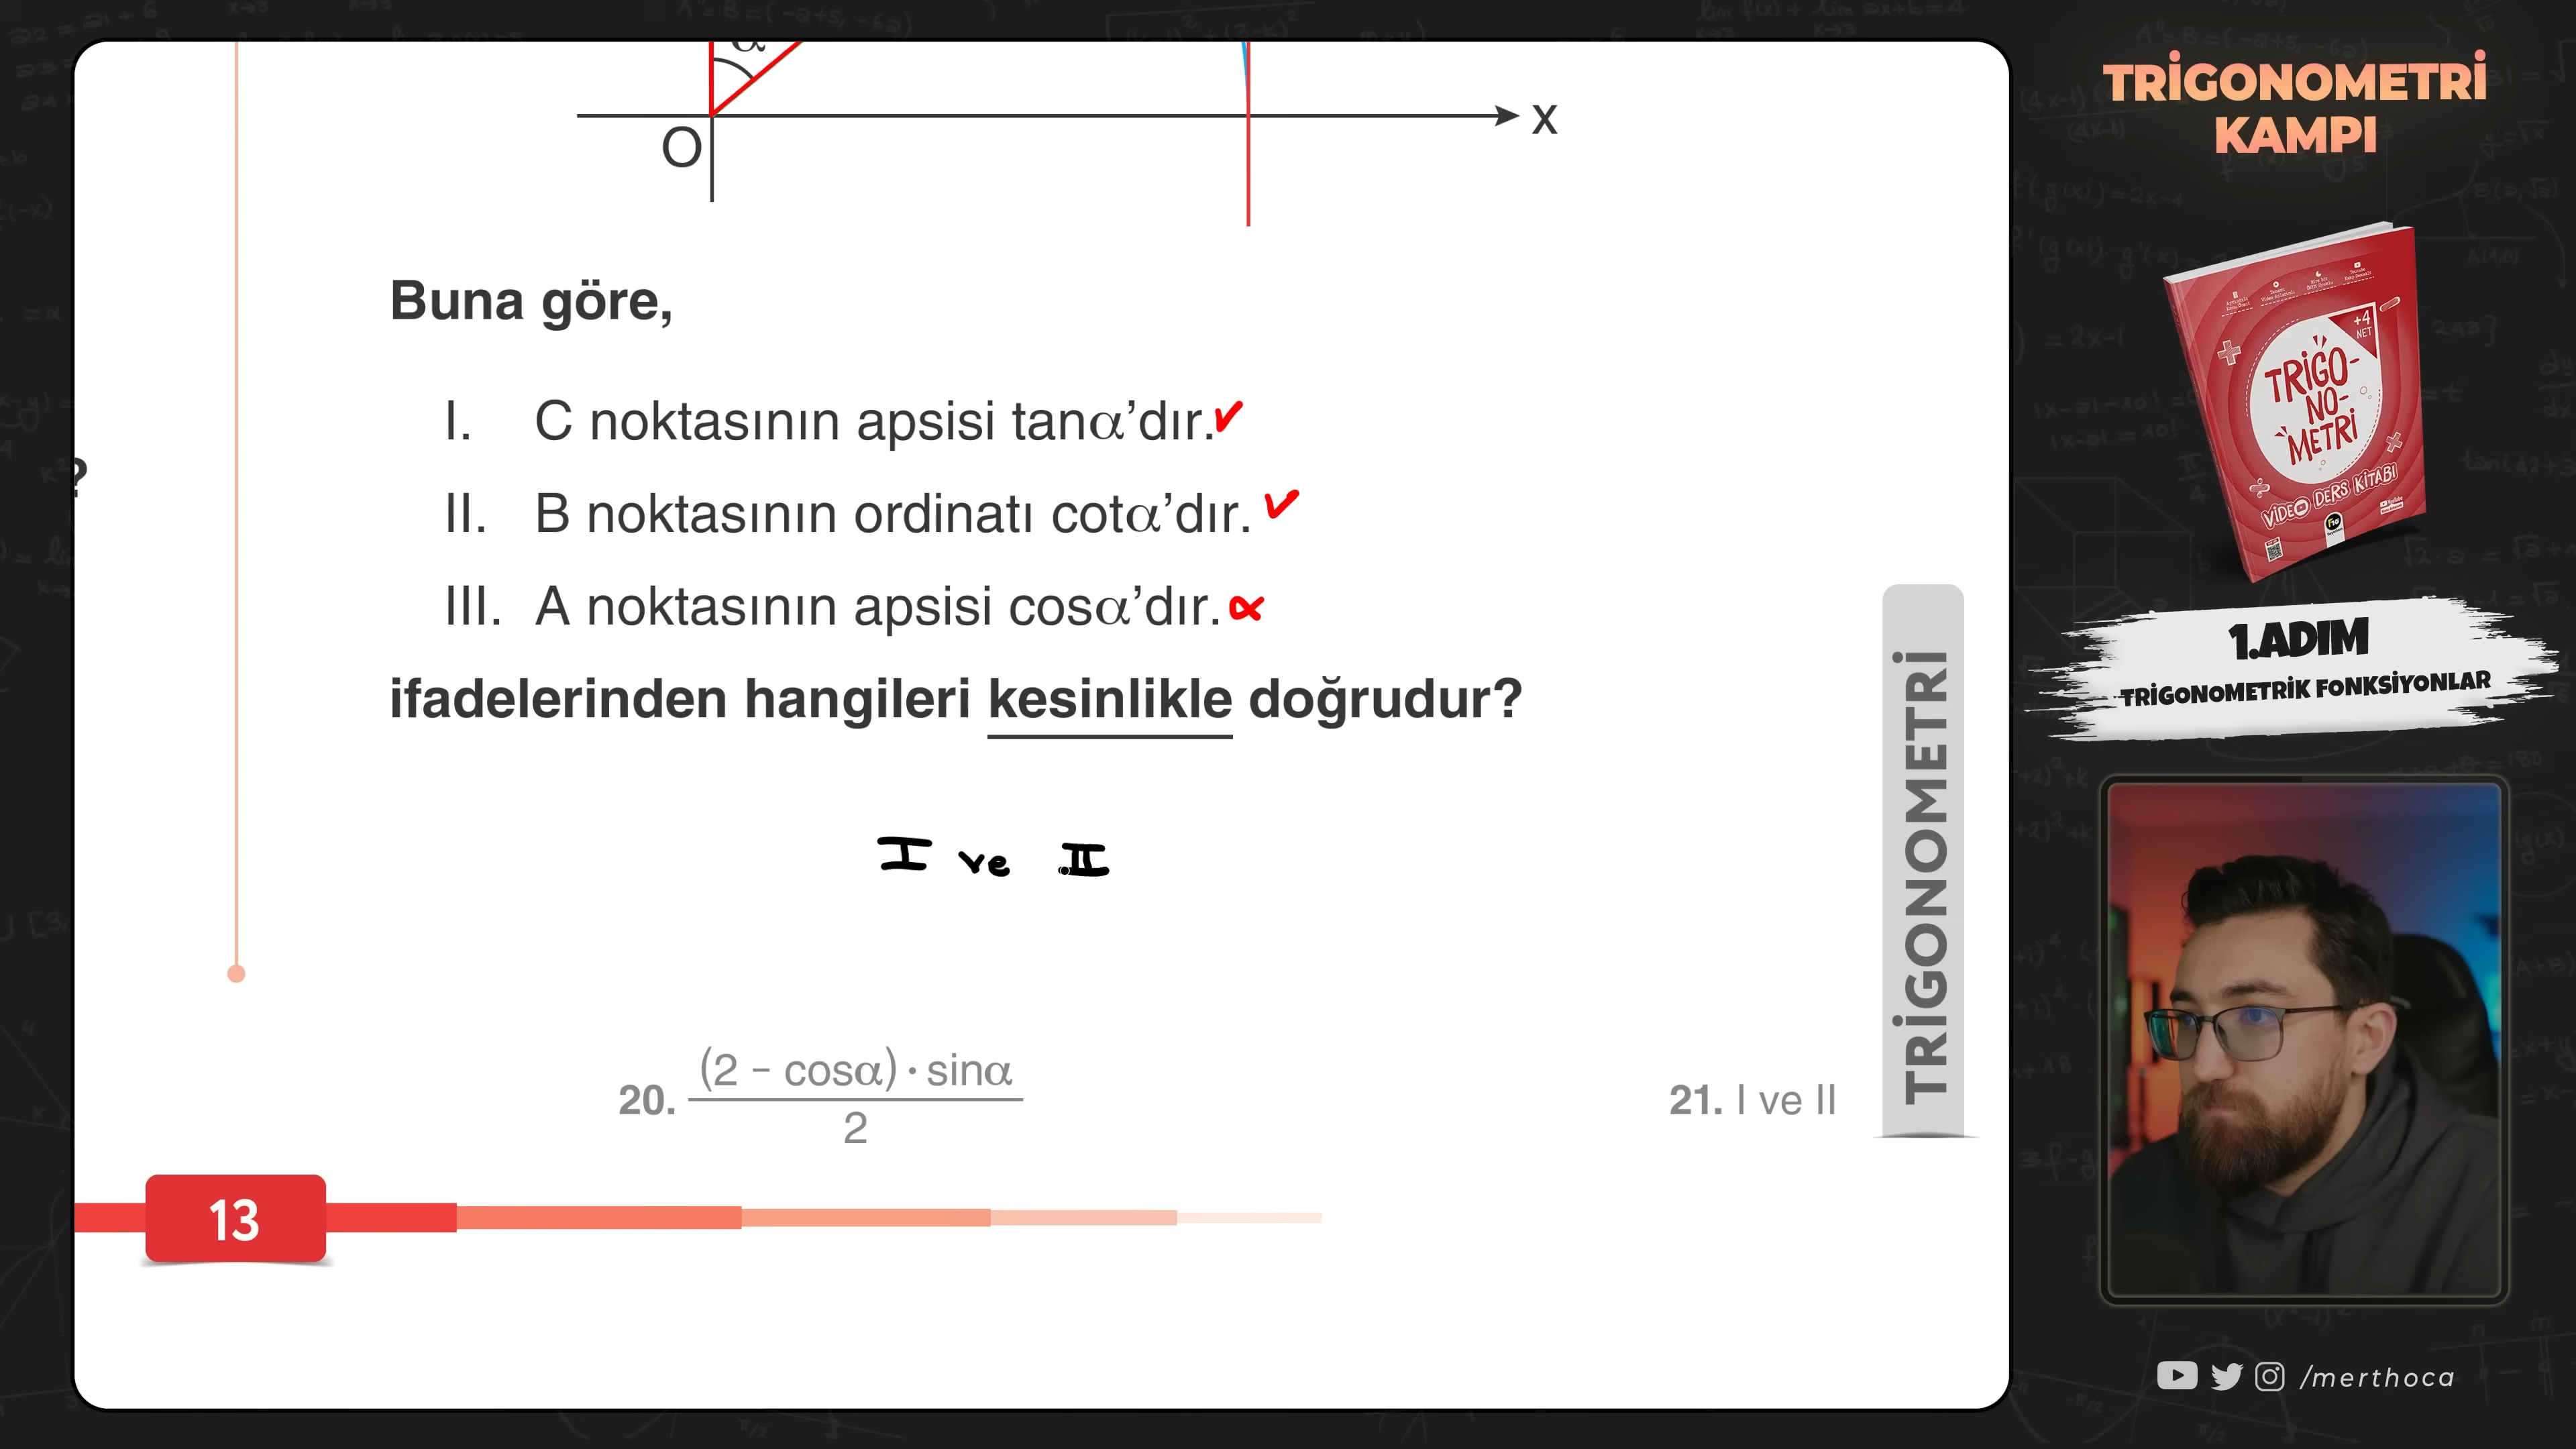 α
x
O
Buna göre,
I. C noktasının apsisi tanα’dır.
II. B noktasının ordinatı cotα’dır.
III. A noktasının apsisi cosα’dır.
ifadelerinden hangileri kesinlikle doğrudur?
?
I ve II
20. (2 - cosα) · sinα
2
21. I ve II
TRİGONOMETRİ
13
TRİGONOMETRİ
KAMPI
+4
NET
TRİGO-
NO-
METRİ
VİDEO DERS KİTABI
1.ADIM
TRİGONOMETRİK FONKSİYONLAR
/merthoca